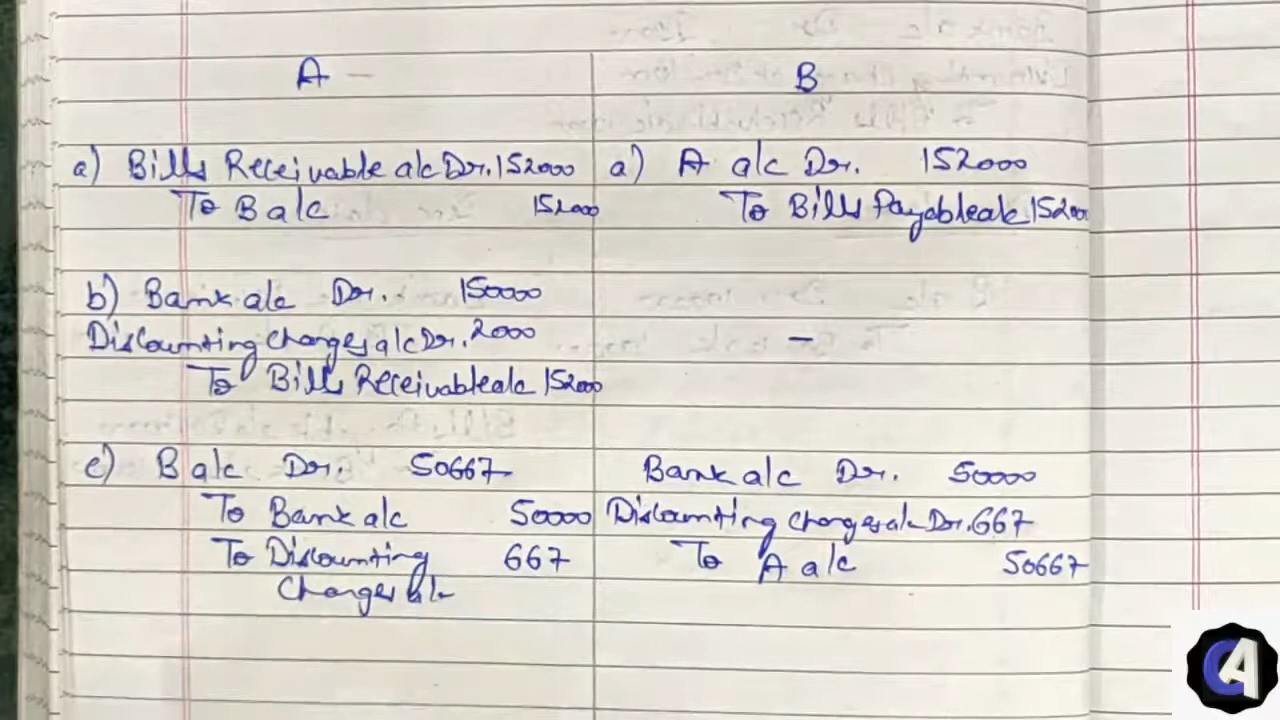 A —
B
a) Bills Receivable a/c Dr. 152000
To B a/c 152000
a) A a/c Dr. 152000
To Bills Payable a/c 152000
b) Bank a/c Dr. 150000
Discounting Charges a/c Dr. 2000
To Bills Receivable a/c 152000
—
c) B a/c Dr. 50667
To Bank a/c 50000
To Discounting 667
Charges a/c
Bank a/c Dr. 50000
Discounting Charges a/c Dr. 667
To A a/c 50667
CA